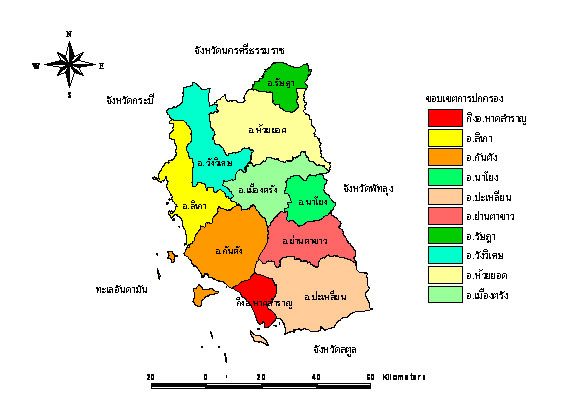 จังหวัดนครศรีธรรมราช
N
W E
S
จังหวัดกระบี่
อ.รัษฎา
อ.ห้วยยอด
อ.วังวิเศษ
อ.เมืองตรัง
อ.นาโยง
จังหวัดพัทลุง
อ.สิเกา
อ.ย่านตาขาว
อ.กันตัง
ทะเลอันดามัน
กิ่งอ.หาดสำราญ
อ.ปะเหลียน
จังหวัดสตูล
ขอบเขตการปกครอง
กิ่งอ.หาดสำราญ
อ.สิเกา
อ.กันตัง
อ.นาโยง
อ.ปะเหลียน
อ.ย่านตาขาว
อ.รัษฎา
อ.วังวิเศษ
อ.ห้วยยอด
อ.เมืองตรัง
20 0 20 40 60 Kilometers